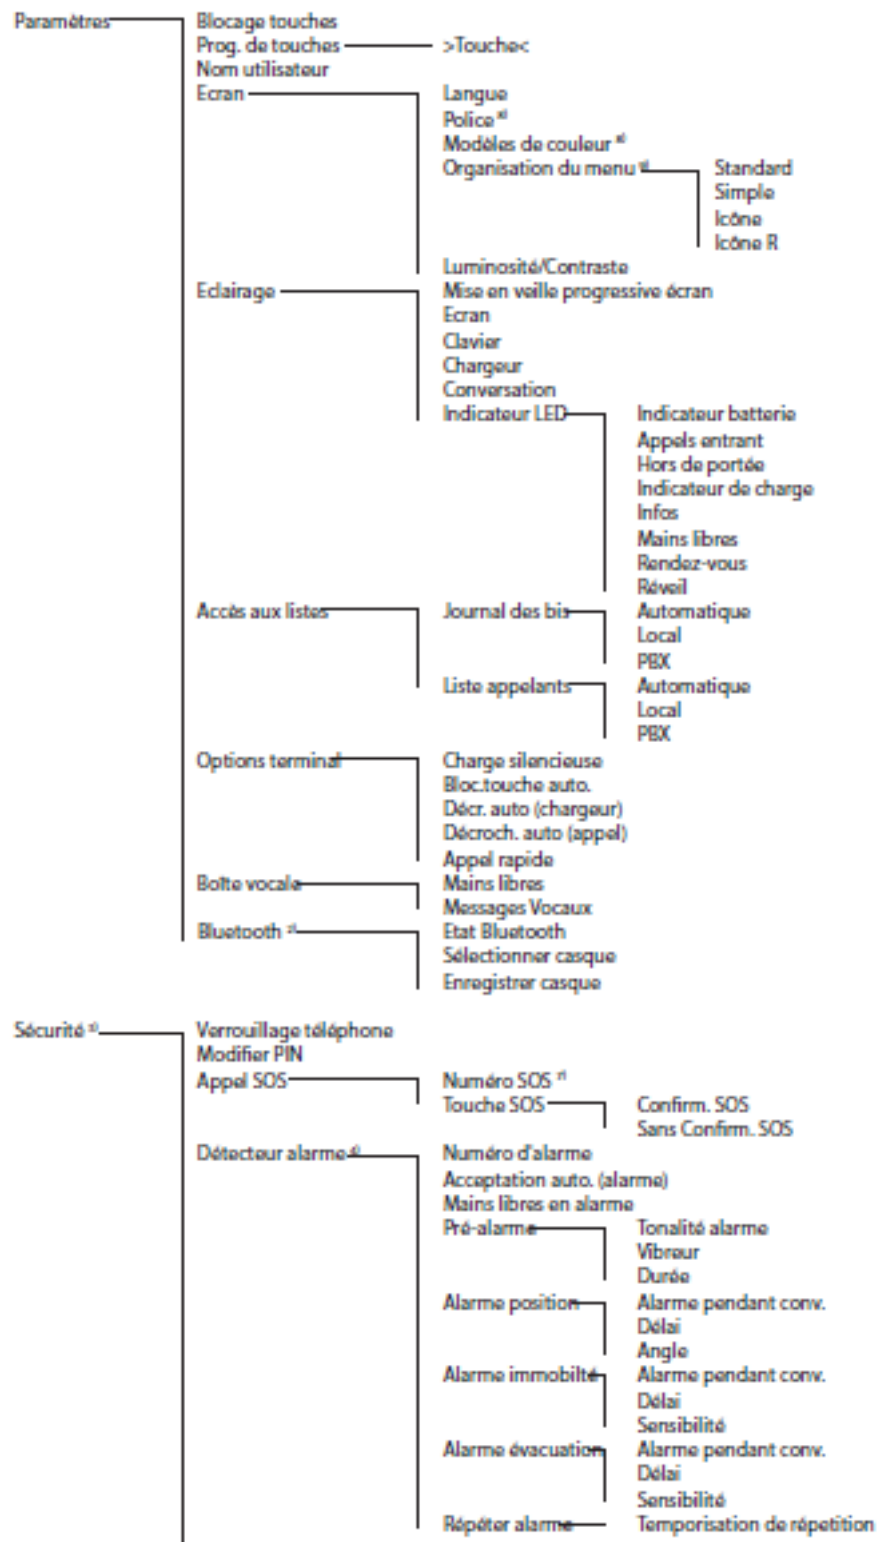 Paramètres Blocage touches
Prog. de touches >Touche<
Nom utilisateur
Ecran Langue
Police
Modèles de couleur
Organisation du menu Standard
Simple
Icône
Icône R
Luminosité/Contraste
Eclairage Mise en veille progressive écran
Ecran
Clavier
Chargeur
Conversation
Indicateur LED Indicateur batterie
Appels entrant
Hors de portée
Indicateur de charge
Infos
Mains libres
Rendez-vous
Réveil
Accès aux listes Journal des bis Automatique
Local
PBX
Liste appelants Automatique
Local
PBX
Options terminal Charge silencieuse
Bloc.touche auto.
Décr. auto (chargeur)
Décroch. auto (appel)
Appel rapide
Boîte vocale Mains libres
Messages Vocaux
Bluetooth Etat Bluetooth
Sélectionner casque
Enregistrer casque
Sécurité Verrouillage téléphone
Modifier PIN
Appel SOS Numéro SOS
Touche SOS Confirm. SOS
Sans Confirm. SOS
Détecteur alarme Numéro d'alarme
Acceptation auto. (alarme)
Mains libres en alarme
Pré-alarme Tonalité alarme
Vibreur
Durée
Alarme position Alarme pendant conv.
Délai
Angle
Alarme immobilté Alarme pendant conv.
Délai
Sensibilité
Alarme évacuation Alarme pendant conv.
Délai
Sensibilité
Répéter alarme Temporisation de répetition